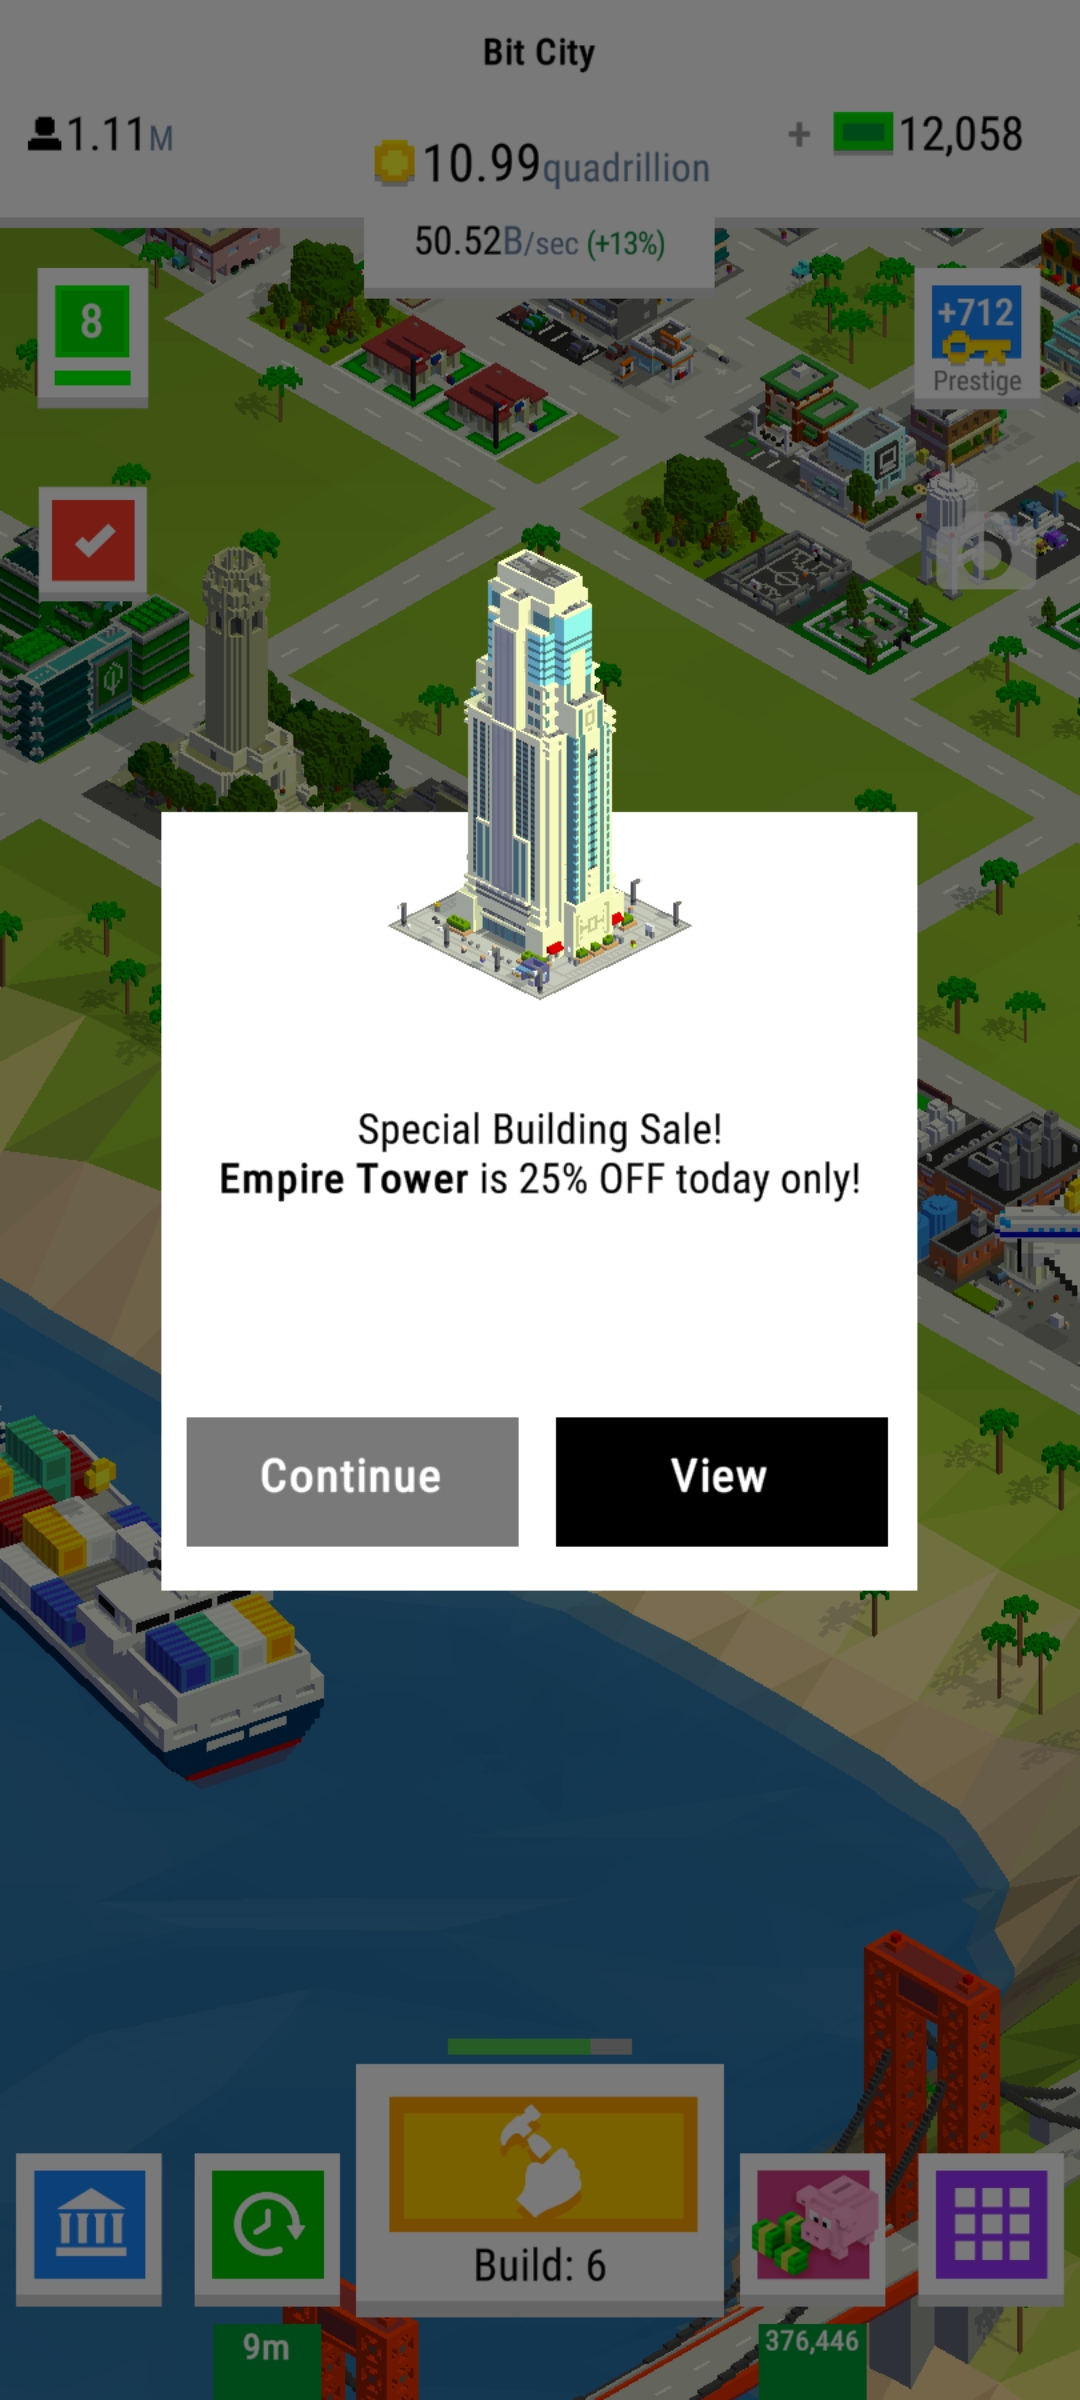 Bit City
1.11M
10.99quadrillion
+ 12,058
50.52B/sec (+13%)
8
+712
Prestige
Special Building Sale!
Empire Tower is 25% OFF today only!
Continue
View
Build: 6
9m
376,446